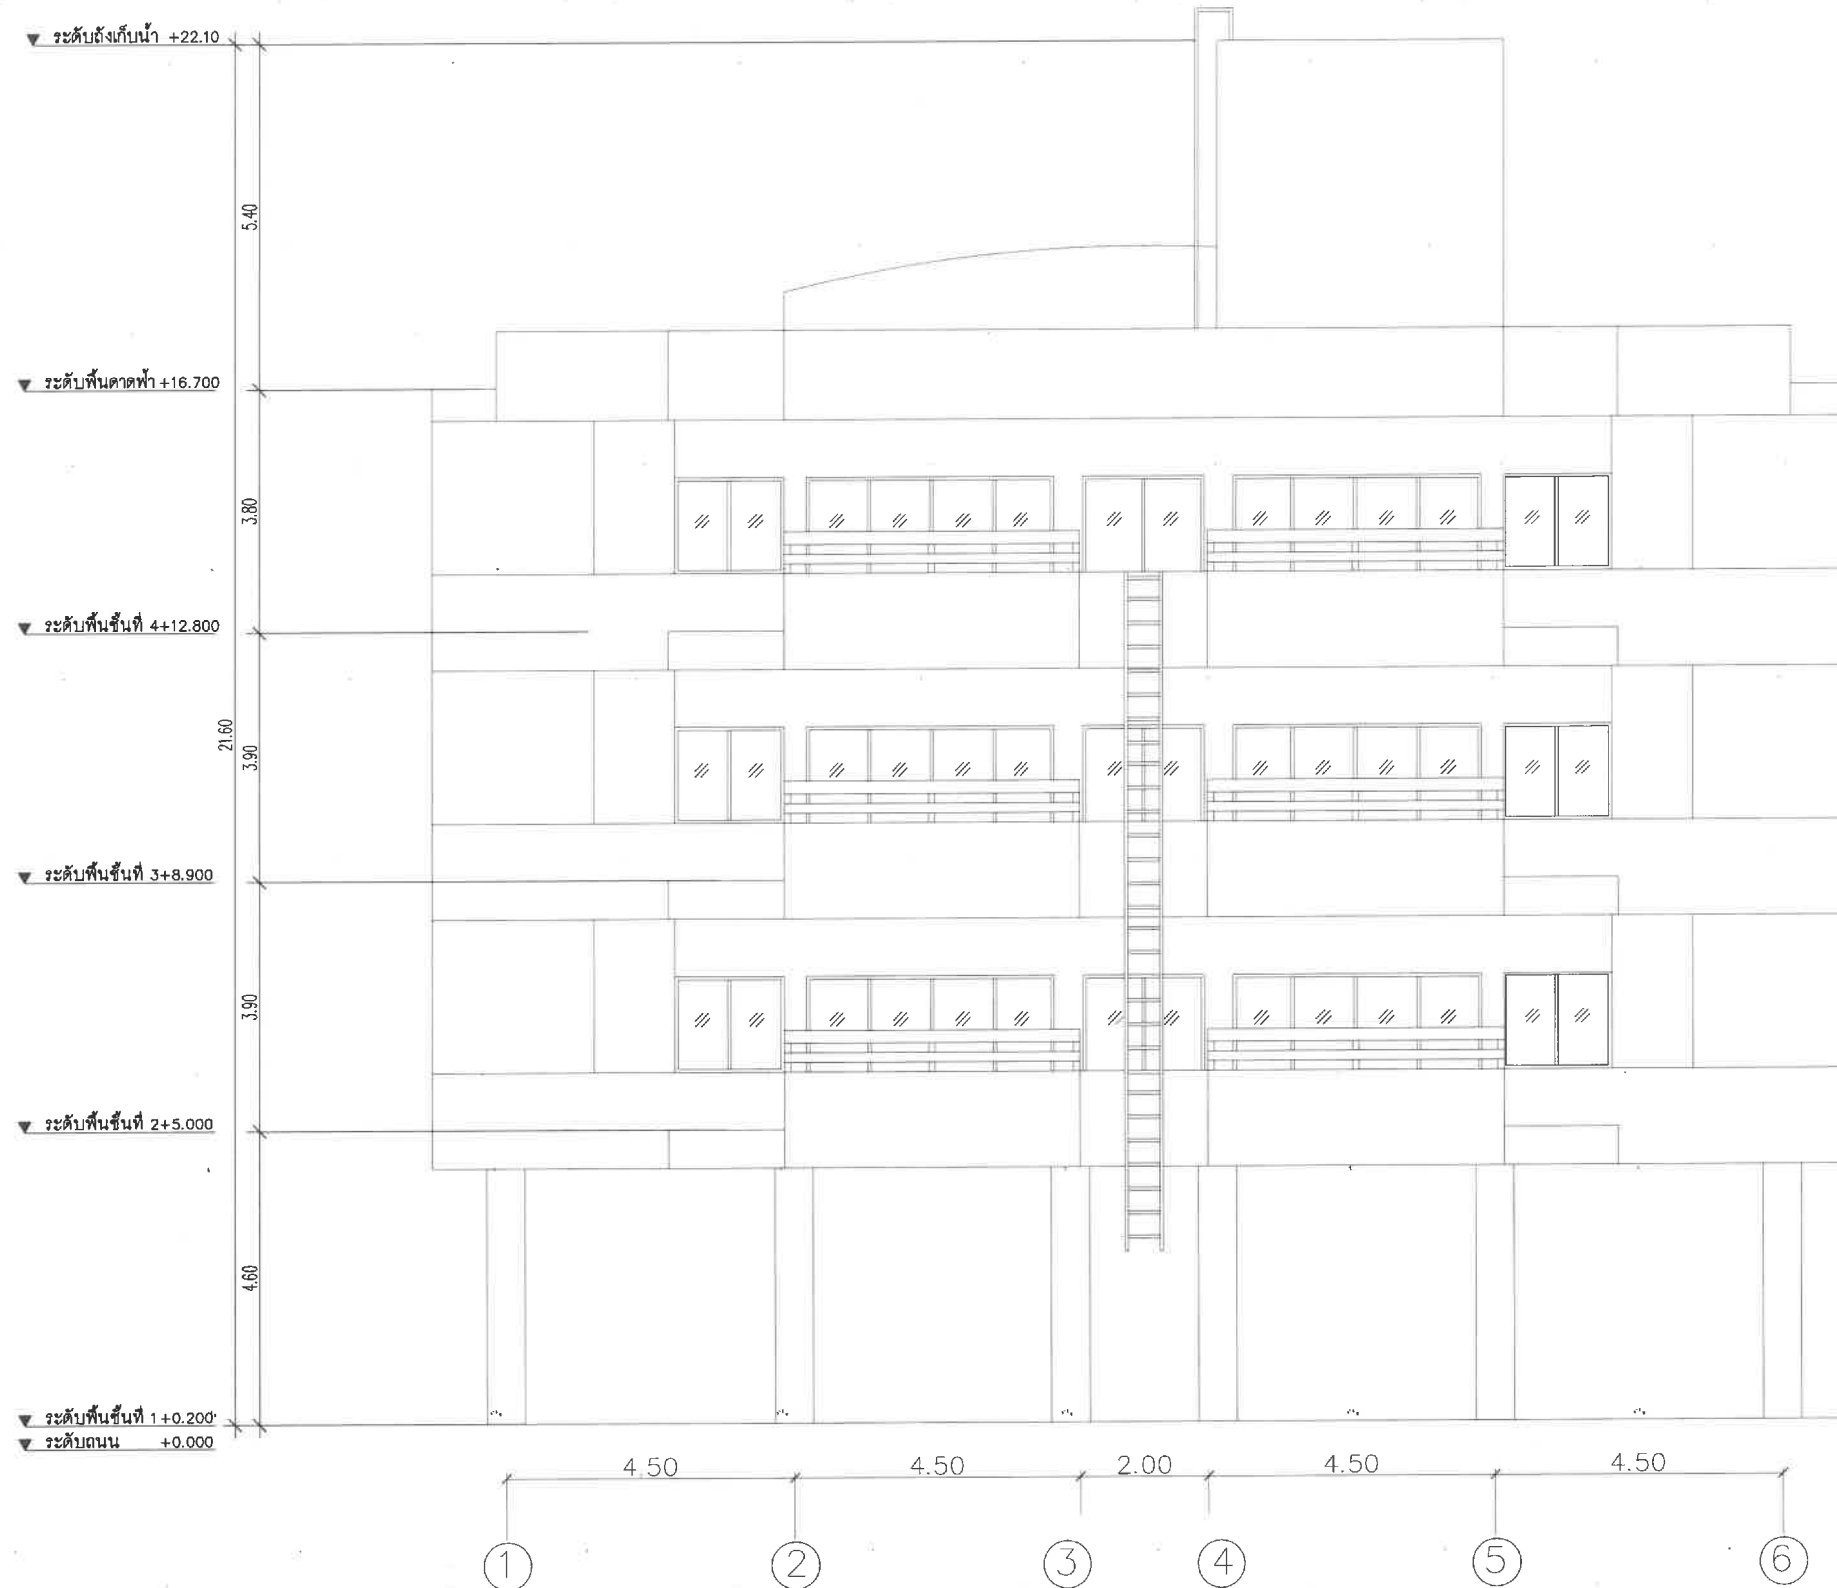 ระดับถังเก็บน้ำ +22.10
5.40
ระดับพื้นดาดฟ้า +16.700
3.80
ระดับพื้นชั้นที่ 4+12.800
21.60
3.90
ระดับพื้นชั้นที่ 3+8.900
3.90
ระดับพื้นชั้นที่ 2+5.000
4.60
ระดับพื้นชั้นที่ 1+0.200
ระดับถนน +0.000
4.50 4.50 2.00 4.50 4.50
1 2 3 4 5 6